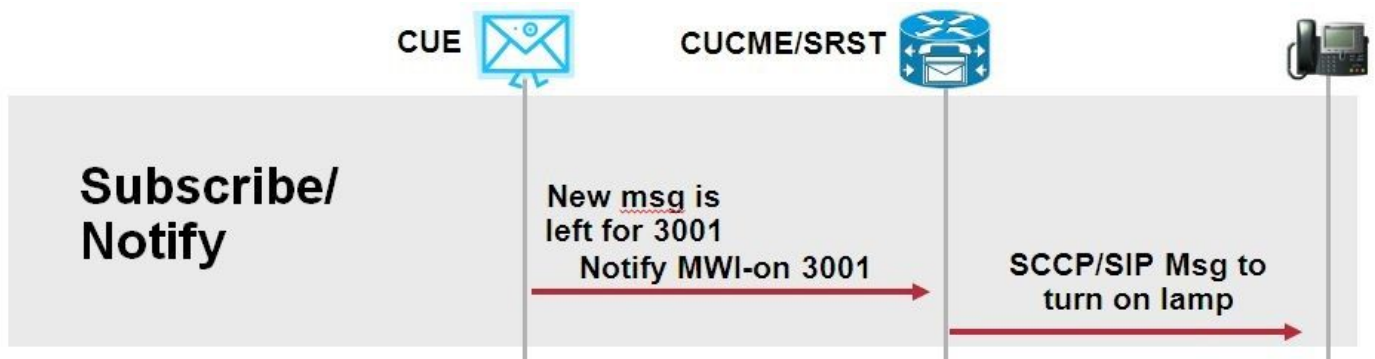 CUE
CUCME/SRST
Subscribe/
Notify
New msg is
left for 3001
Notify MWI-on 3001
SCCP/SIP Msg to
turn on lamp